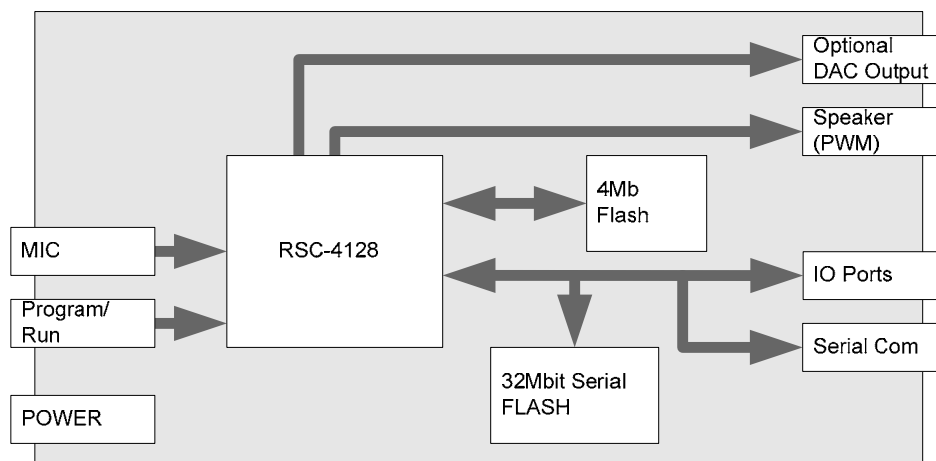 Optional
DAC Output
Speaker
(PWM)
4Mb
Flash
MIC
RSC-4128
IO Ports
Program/
Run
Serial Com
32Mbit Serial
FLASH
POWER